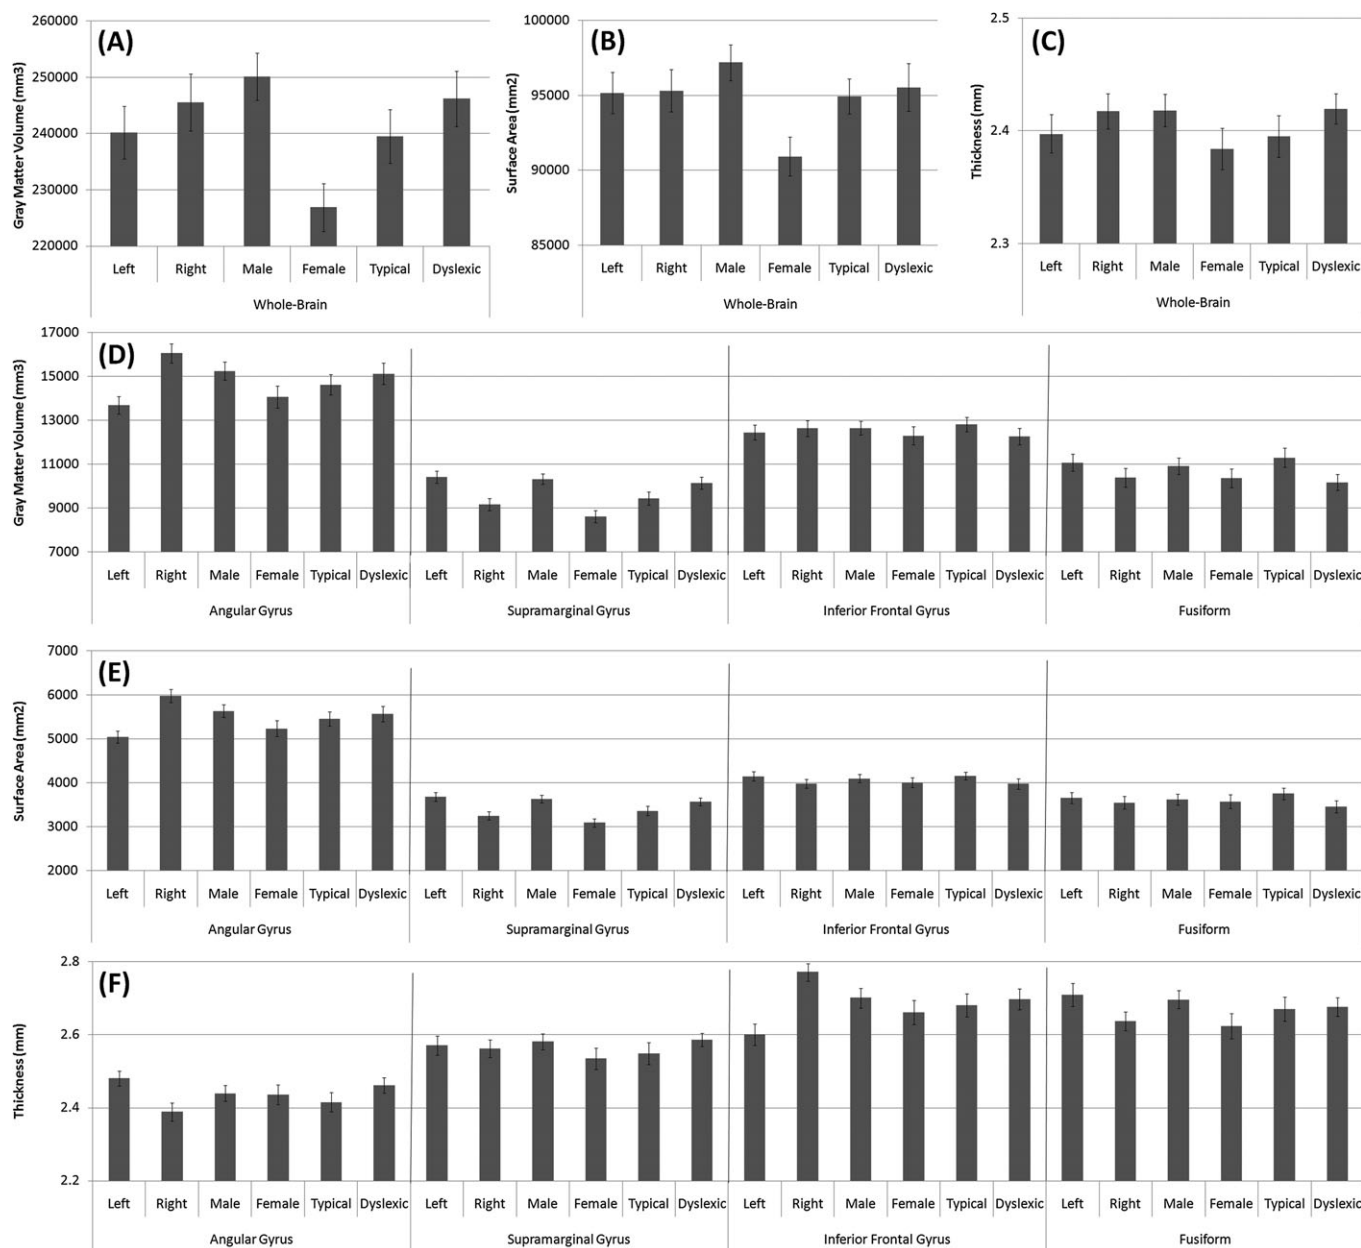 (A)
Gray Matter Volume (mm3)
260000
250000
240000
230000
220000
Left Right Male Female Typical Dyslexic
Whole-Brain
(B)
Surface Area (mm2)
100000
95000
90000
85000
Left Right Male Female Typical Dyslexic
Whole-Brain
(C)
Thickness (mm)
2.5
2.4
2.3
Left Right Male Female Typical Dyslexic
Whole-Brain
(D)
Gray Matter Volume (mm3)
17000
15000
13000
11000
9000
7000
Left Right Male Female Typical Dyslexic Left Right Male Female Typical Dyslexic Left Right Male Female Typical Dyslexic Left Right Male Female Typical Dyslexic
Angular Gyrus Supramarginal Gyrus Inferior Frontal Gyrus Fusiform
(E)
Surface Area (mm2)
7000
6000
5000
4000
3000
2000
Left Right Male Female Typical Dyslexic Left Right Male Female Typical Dyslexic Left Right Male Female Typical Dyslexic Left Right Male Female Typical Dyslexic
Angular Gyrus Supramarginal Gyrus Inferior Frontal Gyrus Fusiform
(F)
Thickness (mm)
2.8
2.6
2.4
2.2
Left Right Male Female Typical Dyslexic Left Right Male Female Typical Dyslexic Left Right Male Female Typical Dyslexic Left Right Male Female Typical Dyslexic
Angular Gyrus Supramarginal Gyrus Inferior Frontal Gyrus Fusiform